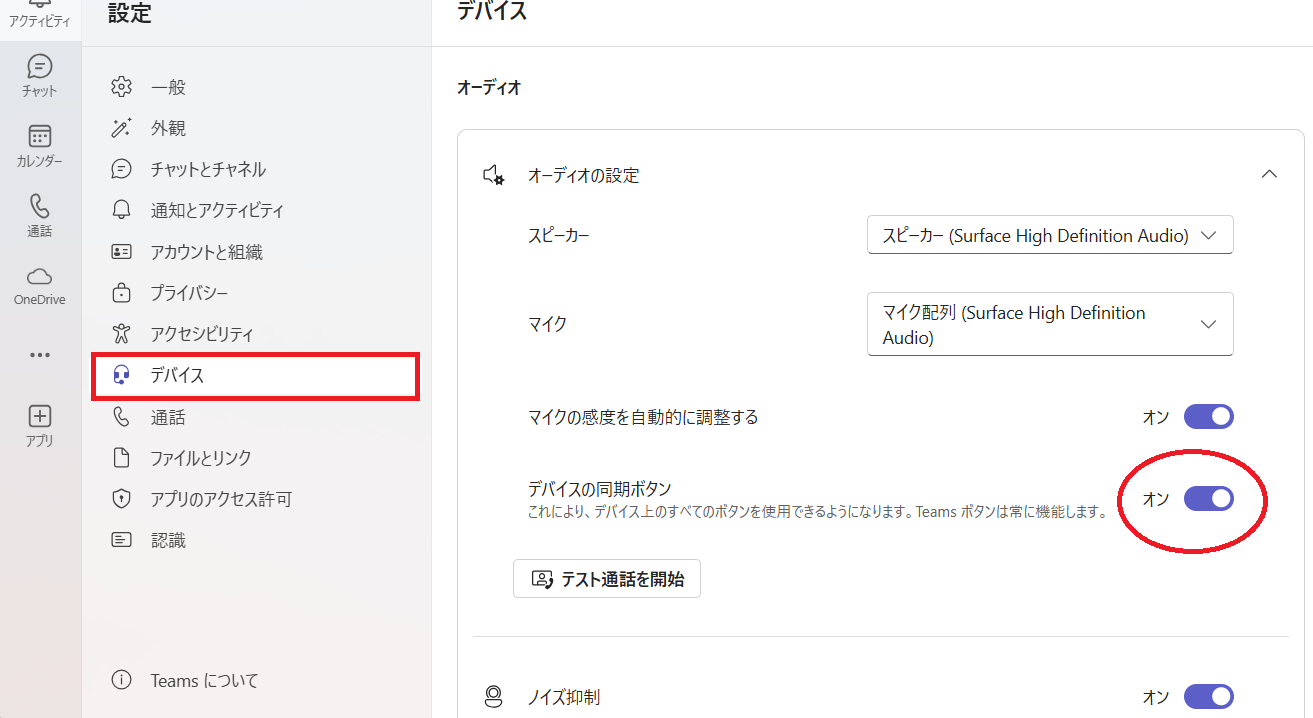 アクティビティ
チャット
カレンダー
通話
OneDrive
アプリ
設定
一般
外観
チャットとチャネル
通知とアクティビティ
アカウントと組織
プライバシー
アクセシビリティ
デバイス
通話
ファイルとリンク
アプリのアクセス許可
認識
Teams について
デバイス
オーディオ
オーディオの設定
スピーカー
スピーカー (Surface High Definition Audio)
マイク
マイク配列 (Surface High Definition
Audio)
マイクの感度を自動的に調整する
オン
デバイスの同期ボタン
これにより、デバイス上のすべてのボタンを使用できるようになります。Teams ボタンは常に機能します。
オン
テスト通話を開始
ノイズ抑制
オン